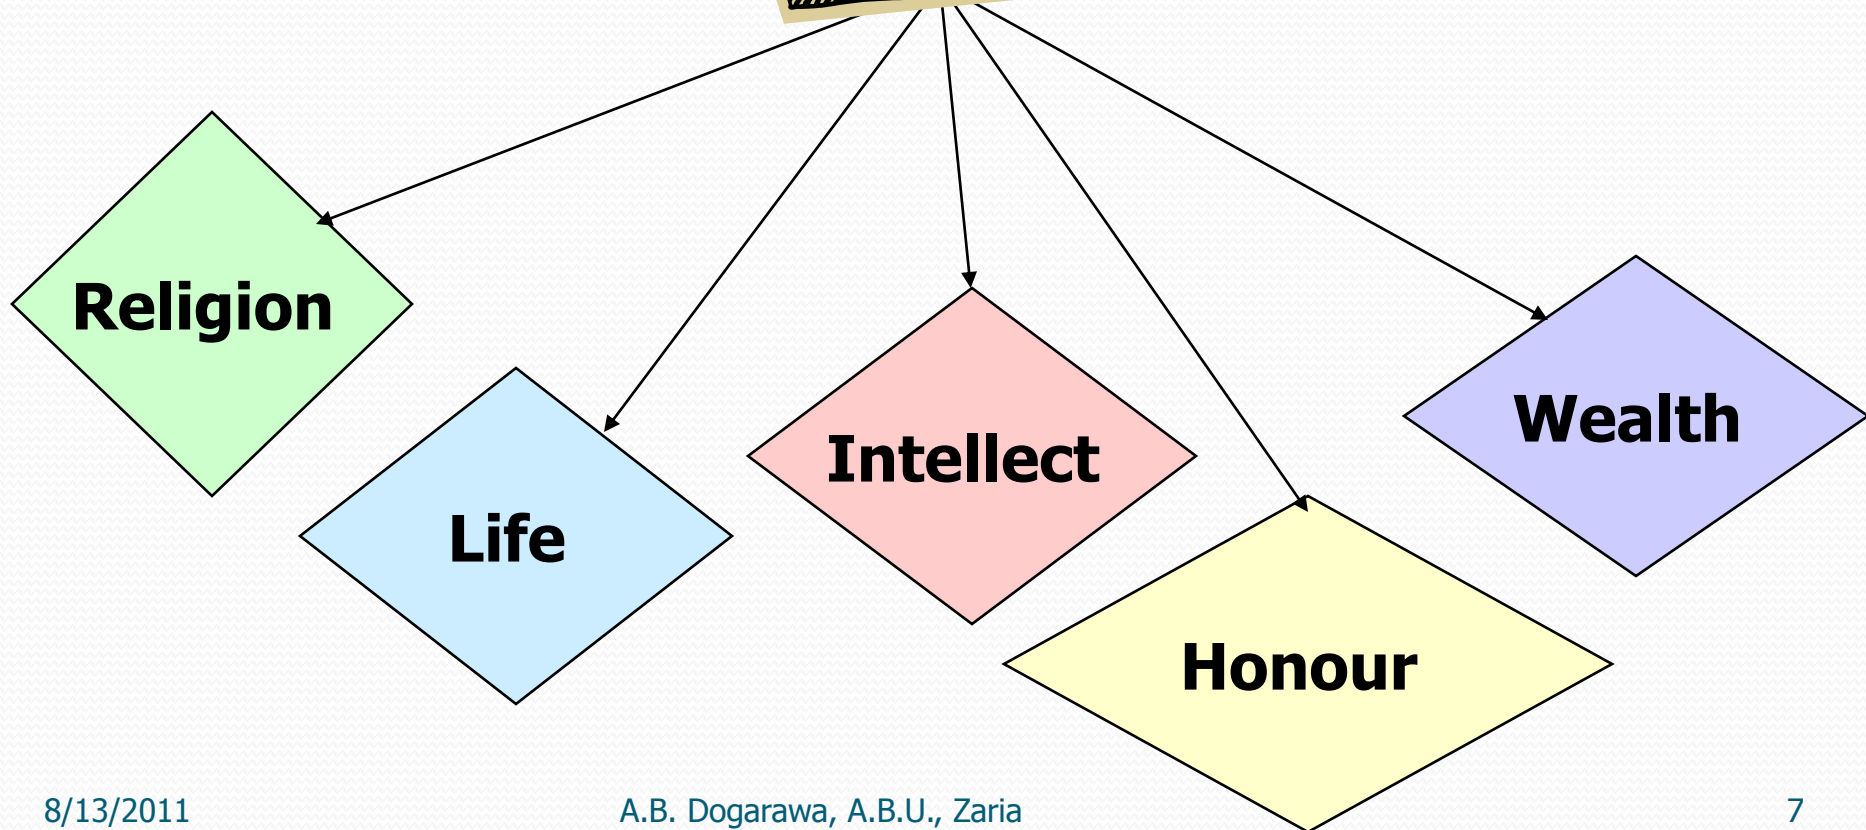 Religion
Life
Intellect
Honour
Wealth
8/13/2011
A.B. Dogarawa, A.B.U., Zaria
7